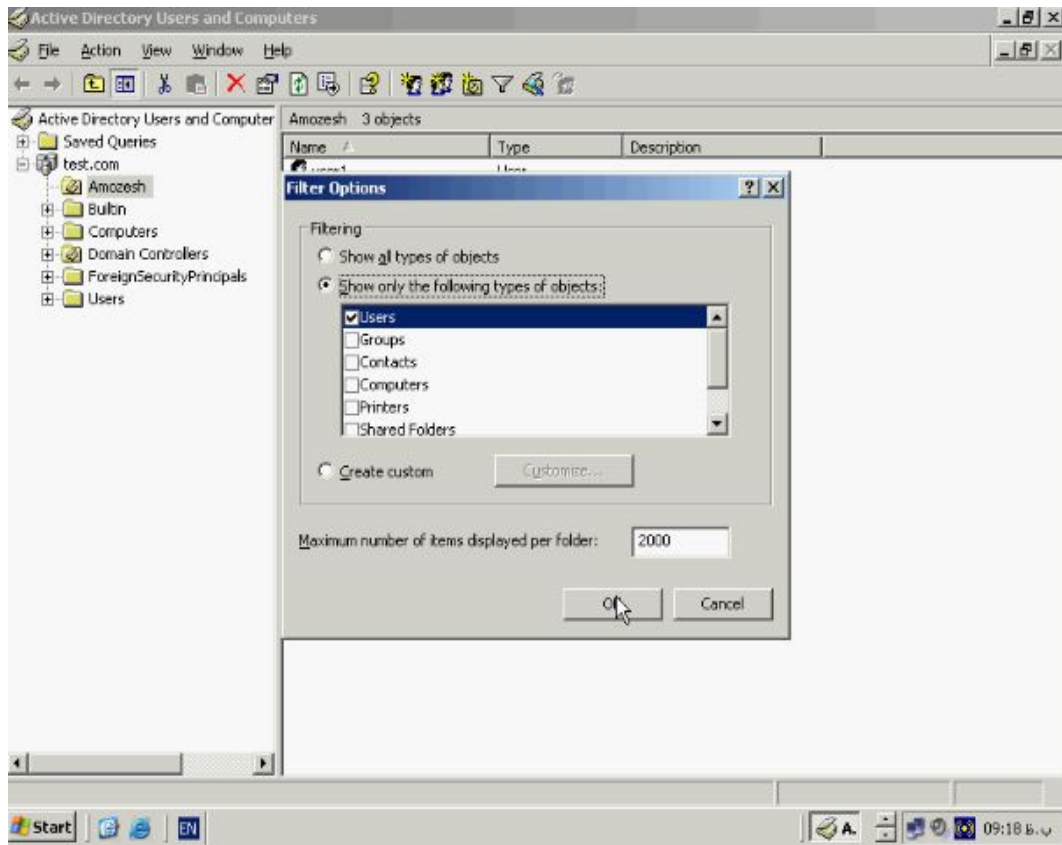 Active Directory Users and Computers
File Action View Window Help
Active Directory Users and Computer
Amozesh 3 objects
Saved Queries
Name Type Description
test.com
user1 User
Amozesh
Filter Options
Builtin
Filtering
Computers
Show all types of objects
Domain Controllers
Show only the following types of objects:
ForeignSecurityPrincipals
Users
Users
Groups
Contacts
Computers
Printers
Shared Folders
Create custom Customize...
Maximum number of items displayed per folder: 2000
Cancel
Start EN A. 09:18 ب.ظ